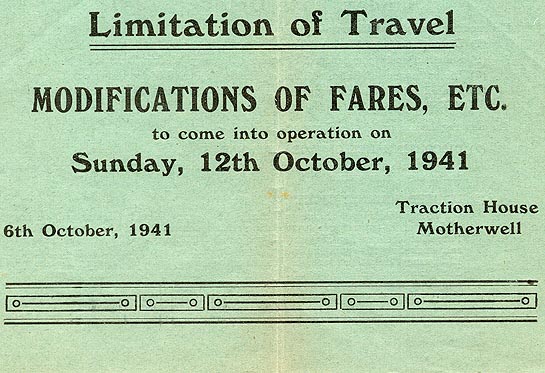 Limitation of Travel
MODIFICATIONS OF FARES, ETC.
to come into operation on
Sunday, 12th October, 1941
Traction House
6th October, 1941
Motherwell